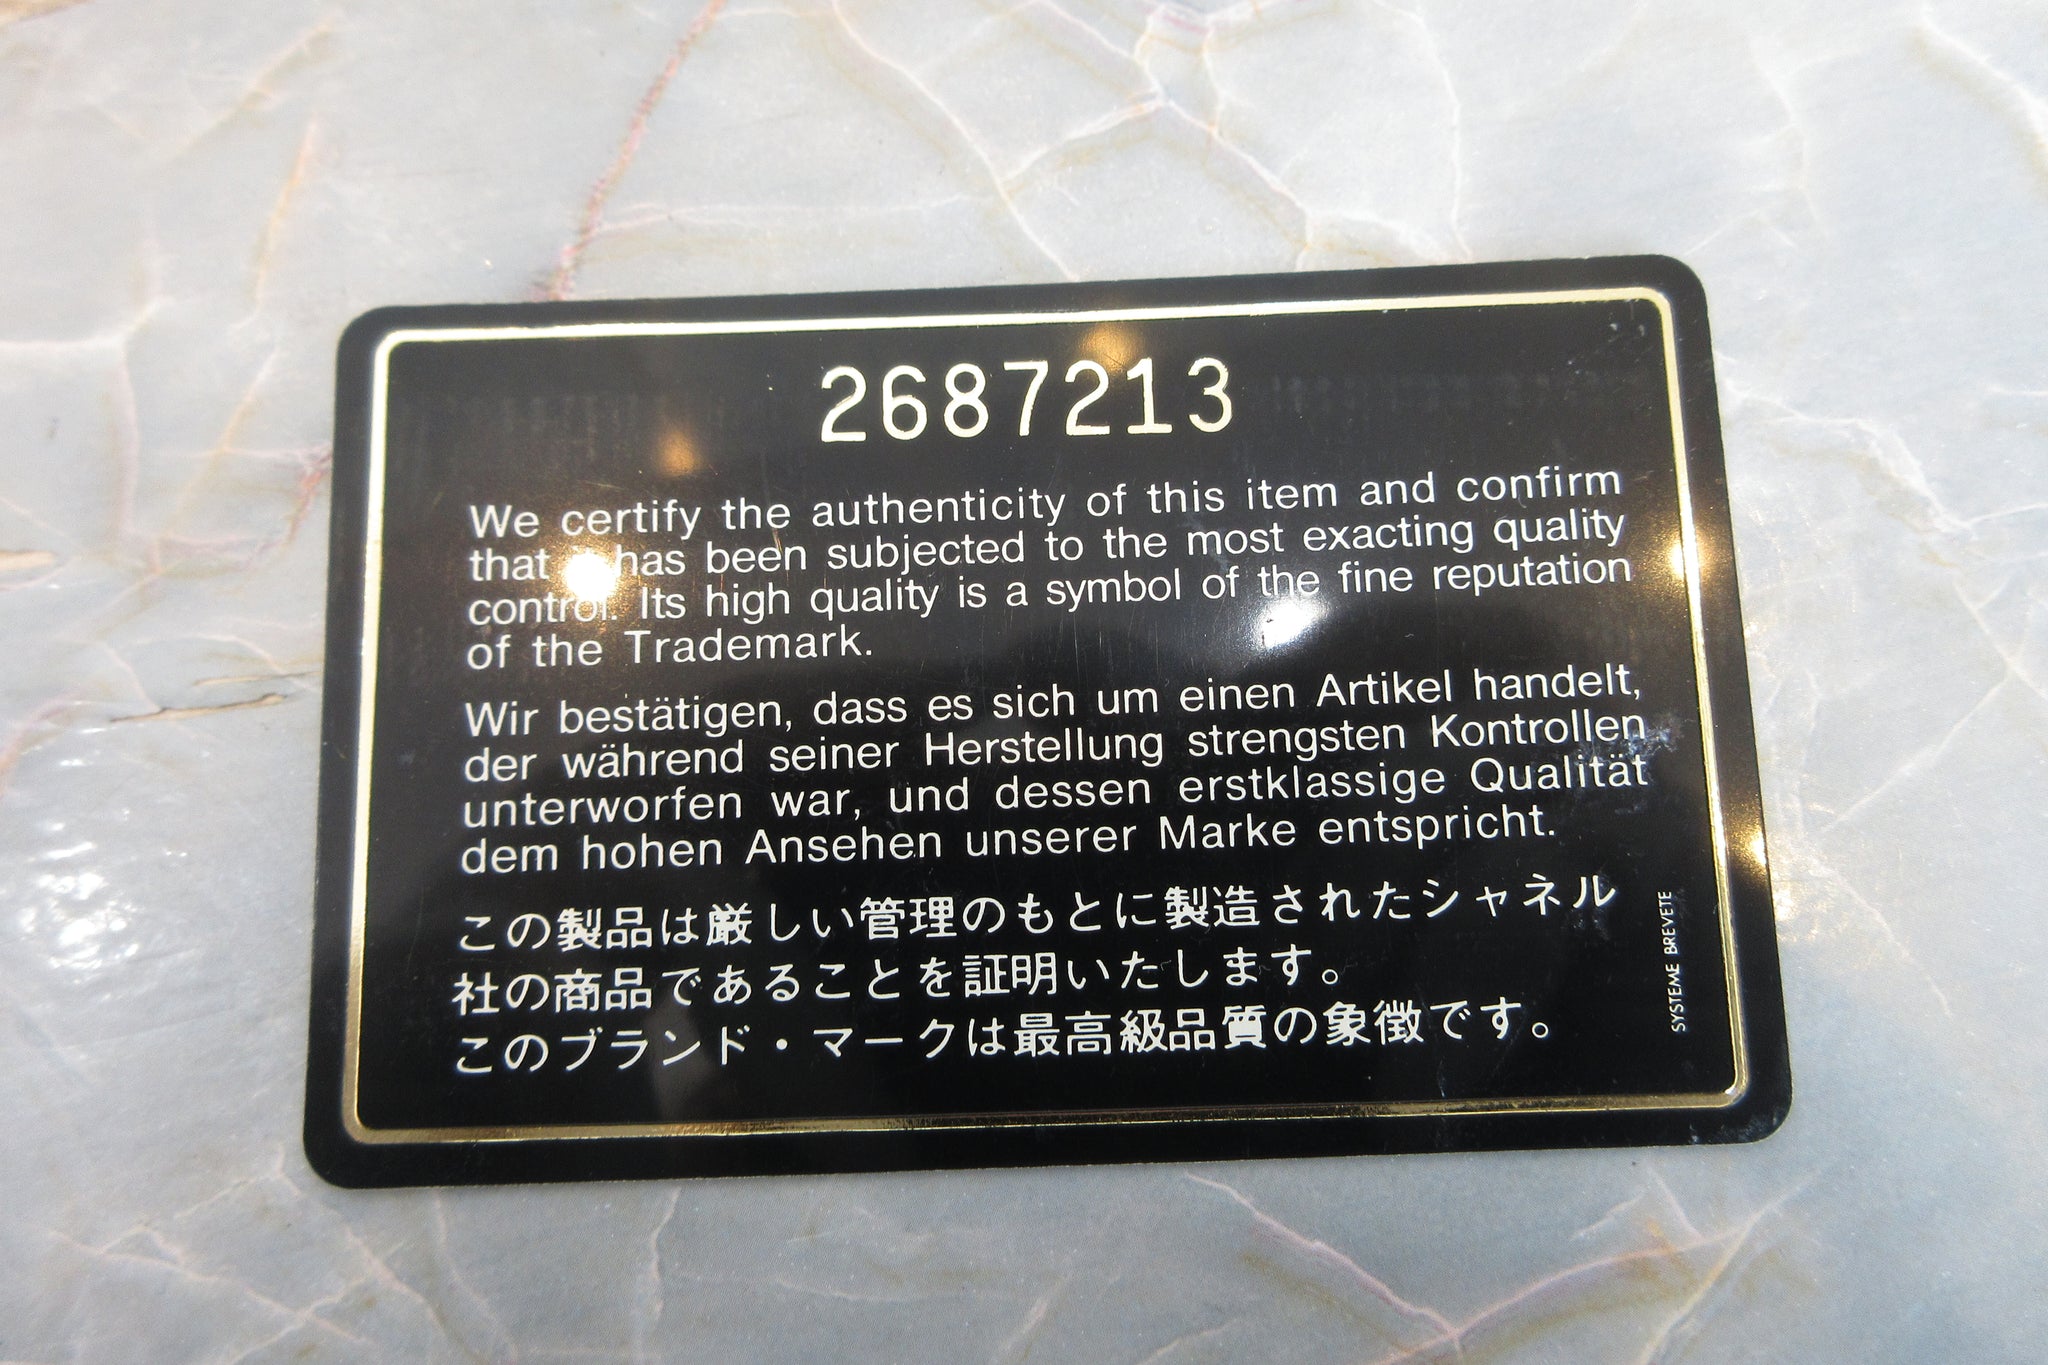 2687213
We certify the authenticity of this item and confirm
that has been subjected to the most exacting quality
control. Its high quality is a symbol of the fine reputation
of the Trademark.
Wir bestätigen, dass es sich um einen Artikel handelt,
der während seiner Herstellung strengsten Kontrollen
unterworfen war, und dessen erstklassige Qualität
dem hohen Ansehen unserer Marke entspricht.
この製品は厳しい管理のもとに製造されたシャネル
社の商品であることを証明いたします。
このブランド・マークは最高級品質の象徴です。
SYSTEME BREVETE